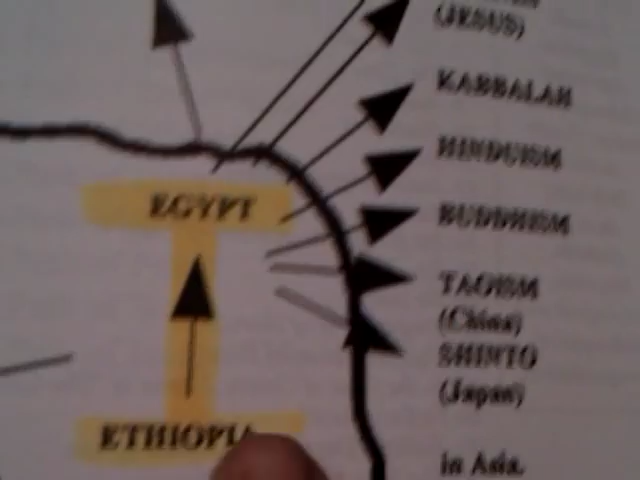 (JESUS)
KABBALAH
HINDUISM
EGYPT
BUDDHISM
TAOISM
(China)
SHINTO
(Japan)
ETHIOPIA
in Asia.